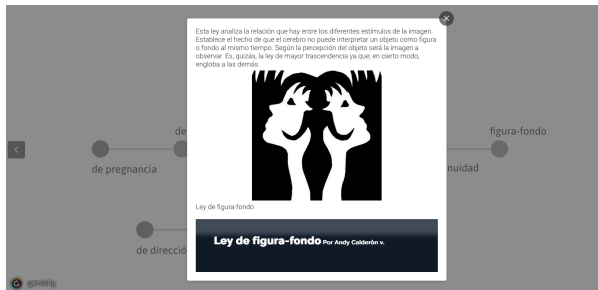 Esta ley analiza la relación que hay entre los diferentes estímulos de la imagen.
Establece el hecho de que el cerebro no puede interpretar un objeto como figura
o fondo al mismo tiempo. Según la percepción del objeto será la imagen a
observar. Es, quizás, la ley de mayor trascendencia ya que, en cierto modo,
engloba a las demás.
de
figura-fondo
de pregnancia
nuidad
Ley de figura-fondo
Ley de figura-fondo Por Andy Calderòn v.
de direcció
genially